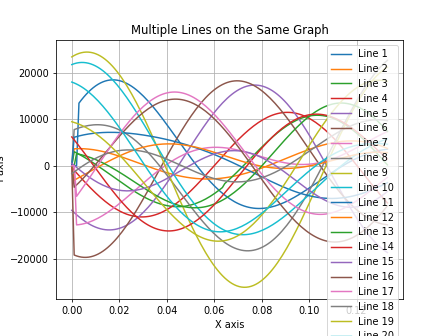 Multiple Lines on the Same Graph
20000
10000
0
−10000
−20000
0.00
0.02
0.04
0.06
0.08
0.10
X axis
Line 1
Line 2
Line 3
Line 4
Line 5
Line 6
Line 7
Line 8
Line 9
Line 10
Line 11
Line 12
Line 13
Line 14
Line 15
Line 16
Line 17
Line 18
Line 19
Line 20